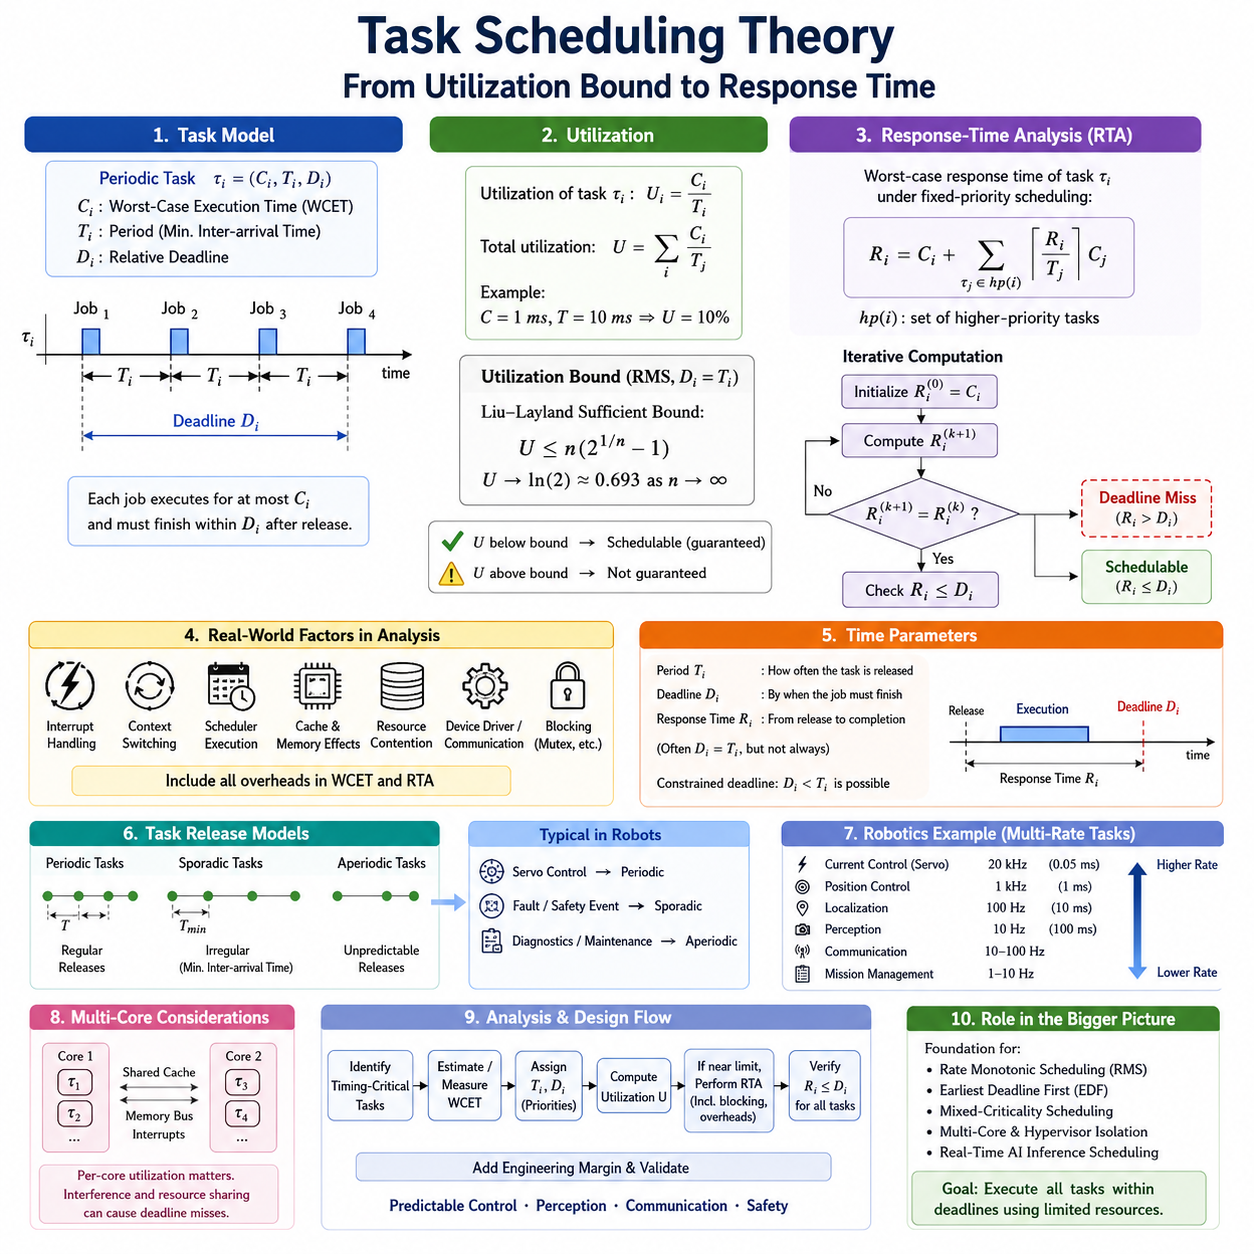 Task Scheduling Theory
From Utilization Bound to Response Time
1. Task Model
Periodic Task τᵢ = (Cᵢ, Tᵢ, Dᵢ)
Cᵢ : Worst-Case Execution Time (WCET)
Tᵢ : Period (Min. Inter-arrival Time)
Dᵢ : Relative Deadline
Job 1 Job 2 Job 3 Job 4
τᵢ
Tᵢ Tᵢ Tᵢ time
Deadline Dᵢ
Each job executes for at most Cᵢ
and must finish within Dᵢ after release.
2. Utilization
Utilization of task τᵢ : Uᵢ = Cᵢ / Tᵢ
Total utilization: U = ∑ᵢ Cᵢ / Tⱼ
Example:
C = 1 ms, T = 10 ms ⇒ U = 10%
Utilization Bound (RMS, Dᵢ = Tᵢ)
Liu–Layland Sufficient Bound:
U ≤ n(2^(1/n) − 1)
U → ln(2) ≈ 0.693 as n → ∞
U below bound → Schedulable (guaranteed)
U above bound → Not guaranteed
3. Response-Time Analysis (RTA)
Worst-case response time of task τᵢ
under fixed-priority scheduling:
Rᵢ = Cᵢ + ∑_(τⱼ ∈ hp(i)) ⌈Rᵢ / Tⱼ⌉ Cⱼ
hp(i) : set of higher-priority tasks
Iterative Computation
Initialize Rᵢ^(0) = Cᵢ
Compute Rᵢ^(k+1)
No
Rᵢ^(k+1) = Rᵢ^(k) ?
Yes
Check Rᵢ ≤ Dᵢ
Deadline Miss
(Rᵢ > Dᵢ)
Schedulable
(Rᵢ ≤ Dᵢ)
4. Real-World Factors in Analysis
Interrupt
Handling
Context
Switching
Scheduler
Execution
Cache &
Memory Effects
Resource
Contention
Device Driver /
Communication
Blocking
(Mutex, etc.)
Include all overheads in WCET and RTA
5. Time Parameters
Period Tᵢ : How often the task is released
Deadline Dᵢ : By when the job must finish
Response Time Rᵢ : From release to completion
(Often Dᵢ = Tᵢ, but not always)
Constrained deadline: Dᵢ < Tᵢ is possible
Release Execution Deadline Dᵢ
time
Response Time Rᵢ
6. Task Release Models
Periodic Tasks Sporadic Tasks Aperiodic Tasks
T Tmin
Regular
Releases
Irregular
(Min. Inter-arrival Time)
Unpredictable
Releases
Typical in Robots
Servo Control → Periodic
Fault / Safety Event → Sporadic
Diagnostics / Maintenance → Aperiodic
7. Robotics Example (Multi-Rate Tasks)
Current Control (Servo) 20 kHz (0.05 ms)
Position Control 1 kHz (1 ms)
Localization 100 Hz (10 ms)
Perception 10 Hz (100 ms)
Communication 10–100 Hz
Mission Management 1–10 Hz
Higher Rate
Lower Rate
8. Multi-Core Considerations
Core 1
τ₁
τ₂
...
Shared Cache
Memory Bus
Interrupts
Core 2
τ₃
τ₄
...
Per-core utilization matters.
Interference and resource sharing
can cause deadline misses.
9. Analysis & Design Flow
Identify
Timing-Critical
Tasks
Estimate /
Measure
WCET
Assign
Tᵢ, Dᵢ
(Priorities)
Compute
Utilization U
If near limit,
Perform RTA
(Incl. blocking,
overheads)
Verify
Rᵢ ≤ Dᵢ
for all tasks
Add Engineering Margin & Validate
Predictable Control · Perception · Communication · Safety
10. Role in the Bigger Picture
Foundation for:
• Rate Monotonic Scheduling (RMS)
• Earliest Deadline First (EDF)
• Mixed-Criticality Scheduling
• Multi-Core & Hypervisor Isolation
• Real-Time AI Inference Scheduling
Goal: Execute all tasks within
deadlines using limited resources.